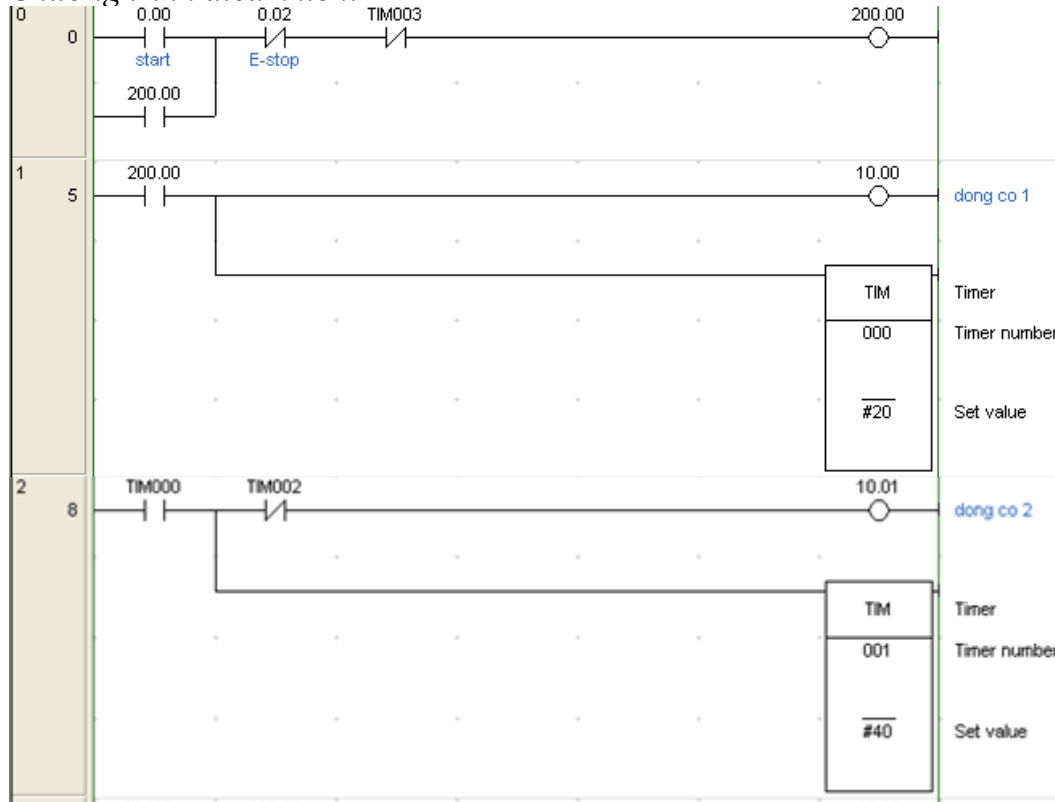 0 0.00 0.02 TIM003 200.00
0
start E-stop
200.00
1 200.00 10.00
5 dong co 1
TIM Timer
000 Timer number
#20 Set value
2 TIM000 TIM002 10.01
8 dong co 2
TIM Timer
001 Timer number
#40 Set value